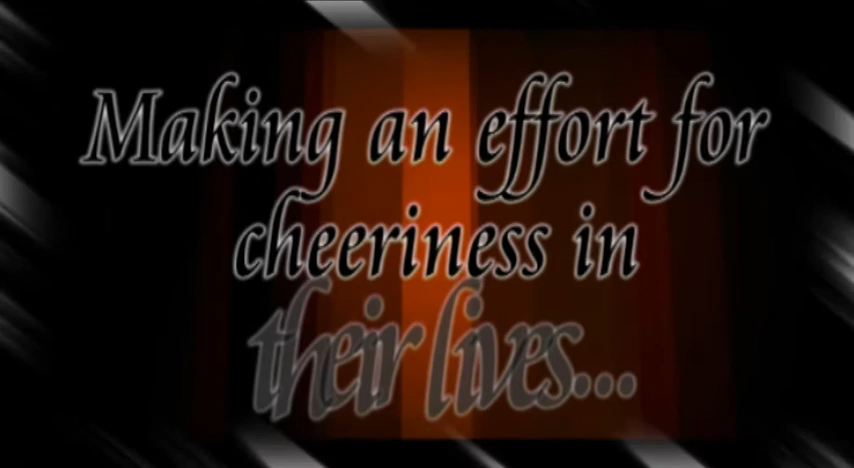 Making an effort for
cheeriness in
their lives...